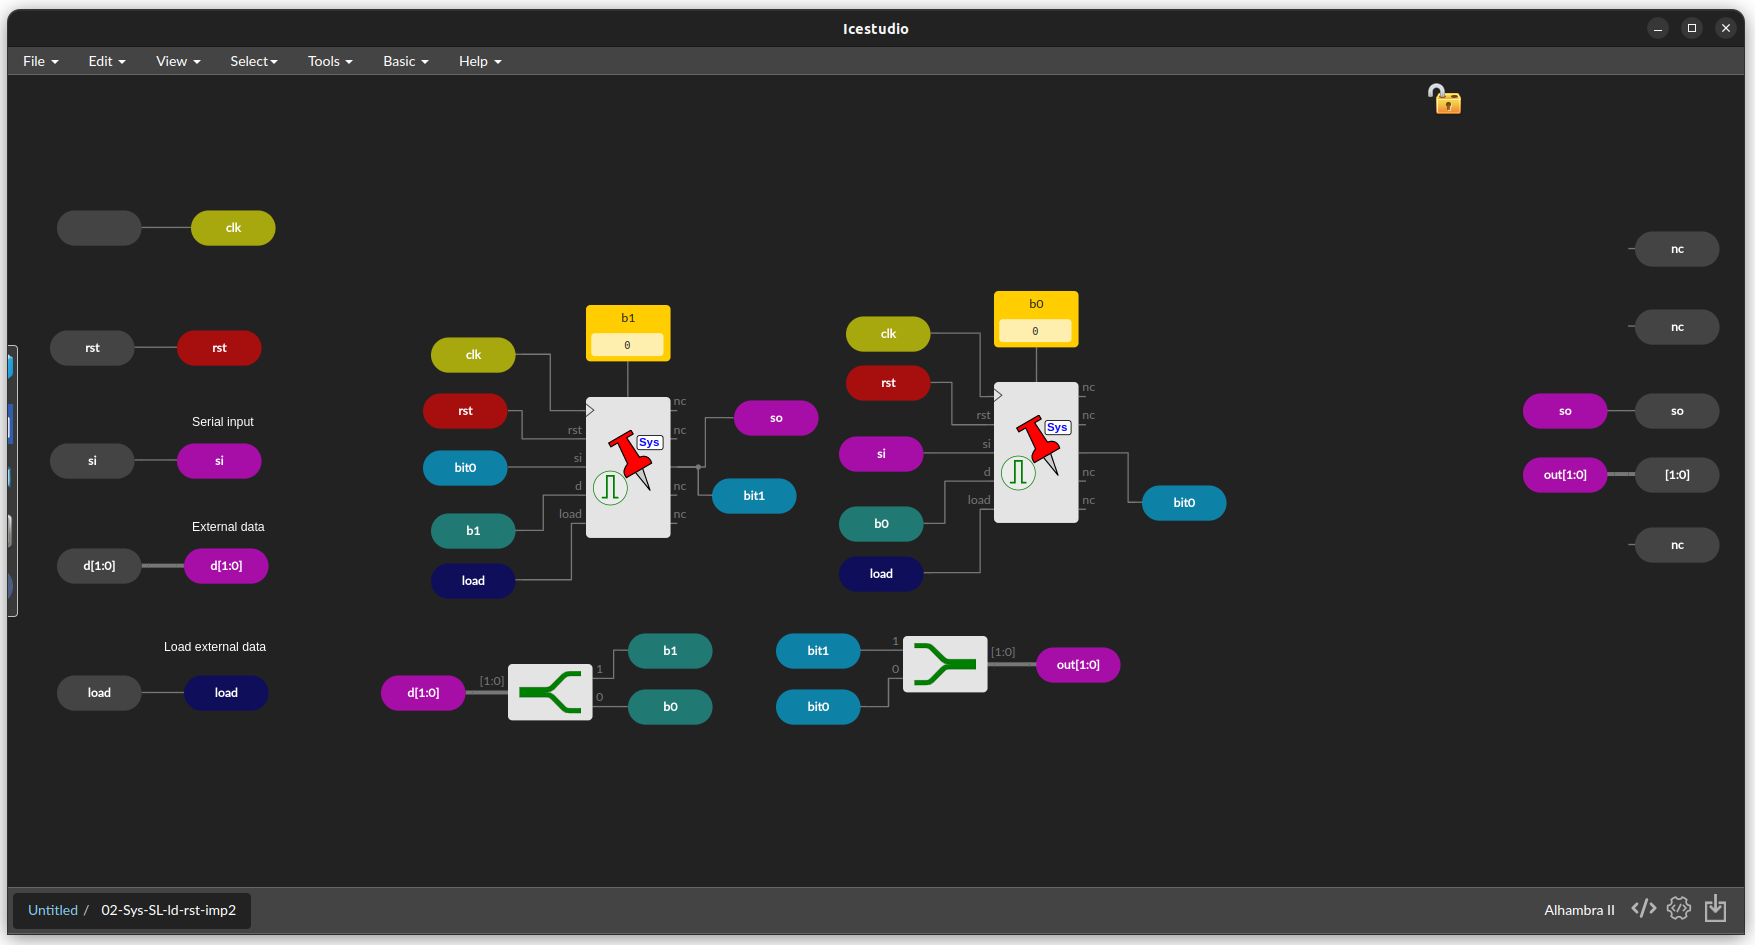 Icestudio
File Edit View Select Tools Basic Help
clk
rst rst
Serial input
si si
External data
d[1:0] d[1:0]
Load external data
load load
b1
0
clk
rst
bit0
b1
load
rst
si
d
load
nc
nc
nc
nc
so
bit1
b0
0
clk
rst
si
b0
load
rst
si
d
load
nc
nc
nc
nc
bit0
Sys
Sys
d[1:0] [1:0] 1 b1
0 b0
bit1 1 [1:0] out[1:0]
bit0 0
nc
nc
so so
out[1:0] [1:0]
nc
Untitled / 02-Sys-SL-ld-rst-imp2
Alhambra II